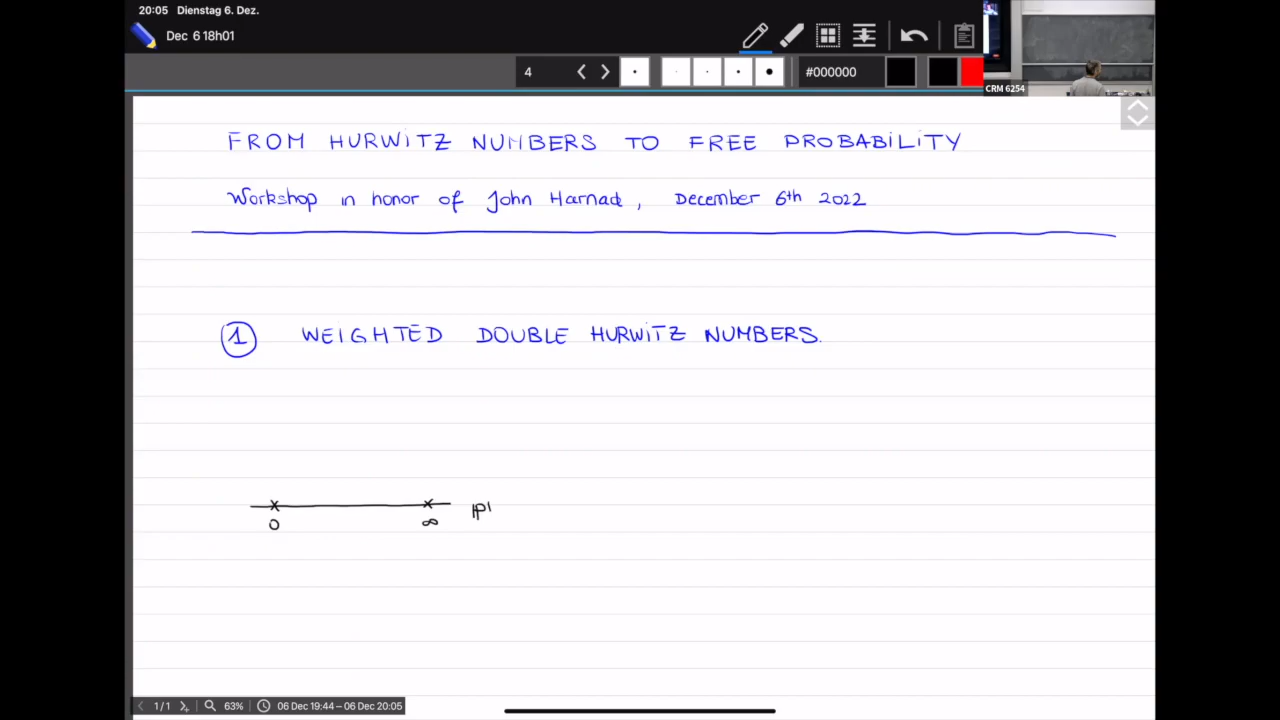 20:05 Dienstag 6. Dez.
Dec 6 18h01
4 #000000
CRM 6254
FROM HURWITZ NUMBERS TO FREE PROBABILITY
Workshop in honor of John Harnad, December 6th 2022
1 WEIGHTED DOUBLE HURWITZ NUMBERS.
ℙ¹
0 ∞
1/1 63% 06 Dec 19:44 – 06 Dec 20:05